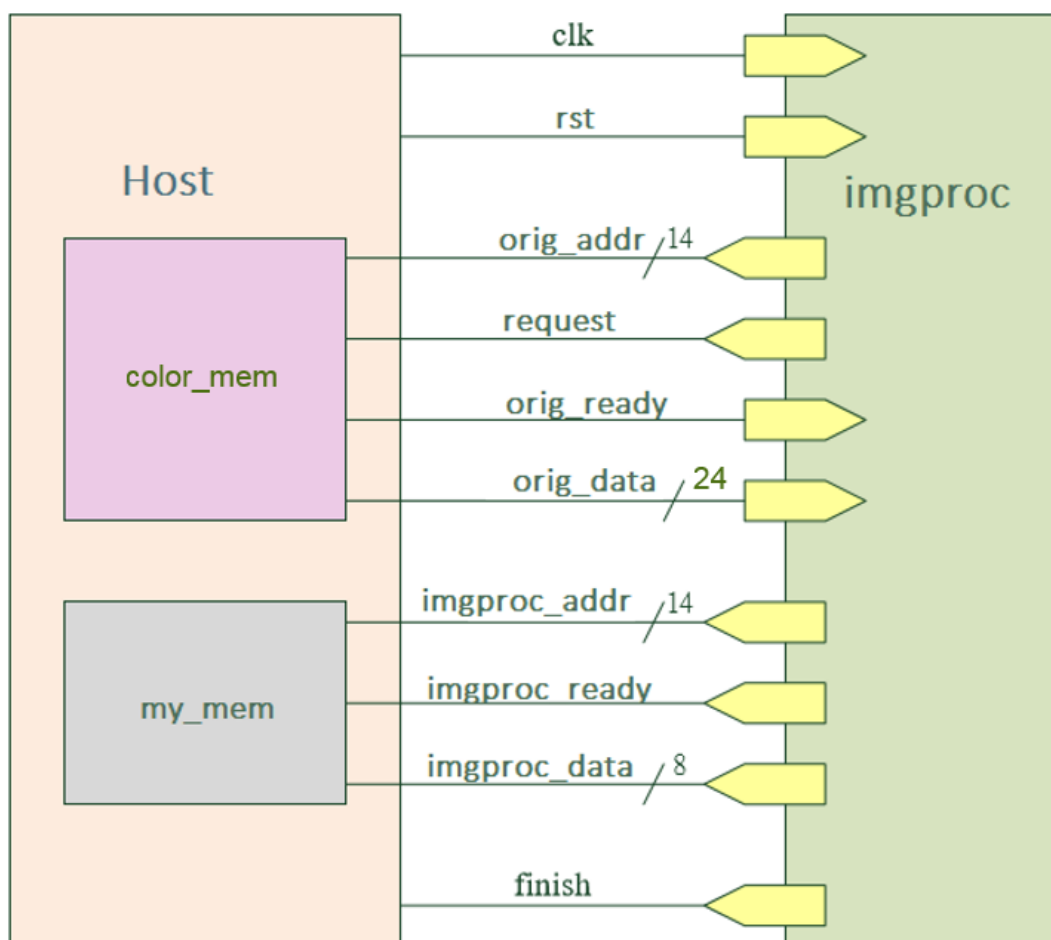 clk
rst
Host
imgproc
orig_addr 14
request
color_mem
orig_ready
orig_data 24
imgproc_addr 14
imgproc_ready
my_mem
imgproc_data 8
finish